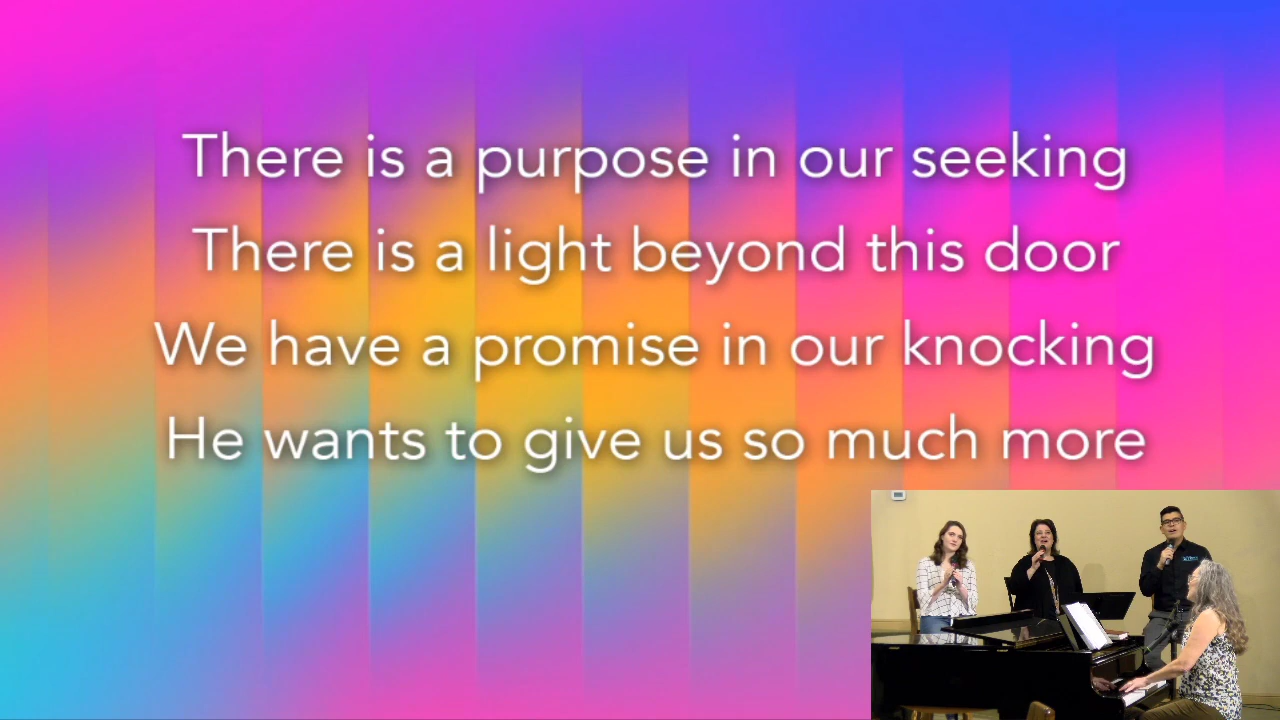 There is a purpose in our seeking
There is a light beyond this door
We have a promise in our knocking
He wants to give us so much more